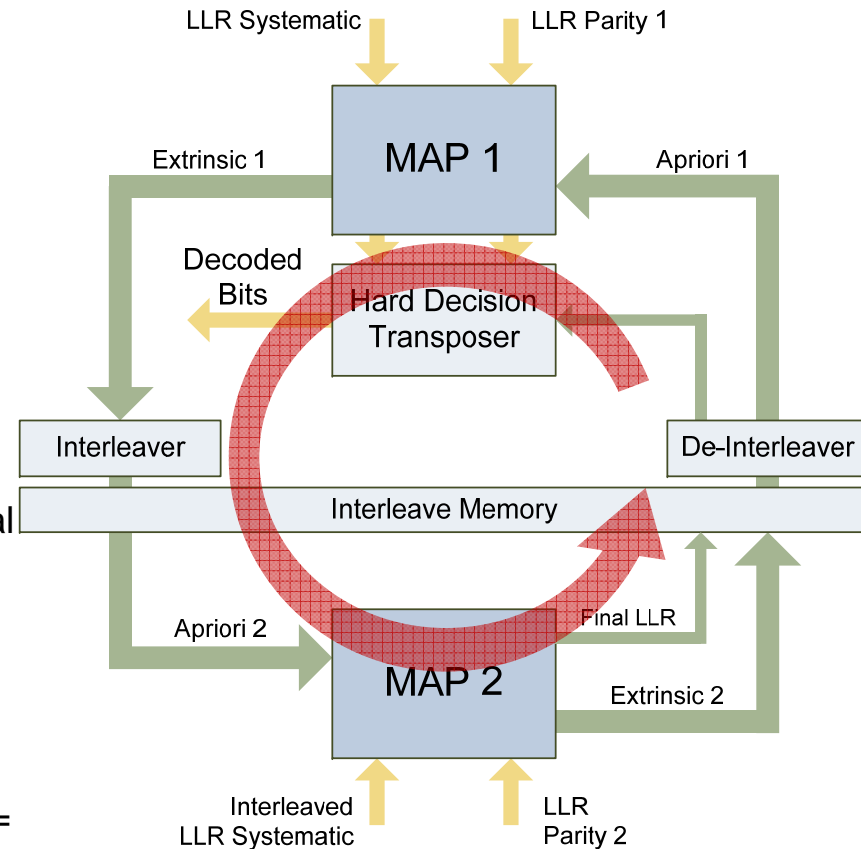 LLR Systematic
LLR Parity 1
MAP 1
Extrinsic 1
Apriori 1
Decoded
Bits
Hard Decision
Transposer
Interleaver
De-Interleaver
al
Interleave Memory
Apriori 2
Final LLR
MAP 2
Extrinsic 2
=
Interleaved
LLR Systematic
LLR
Parity 2